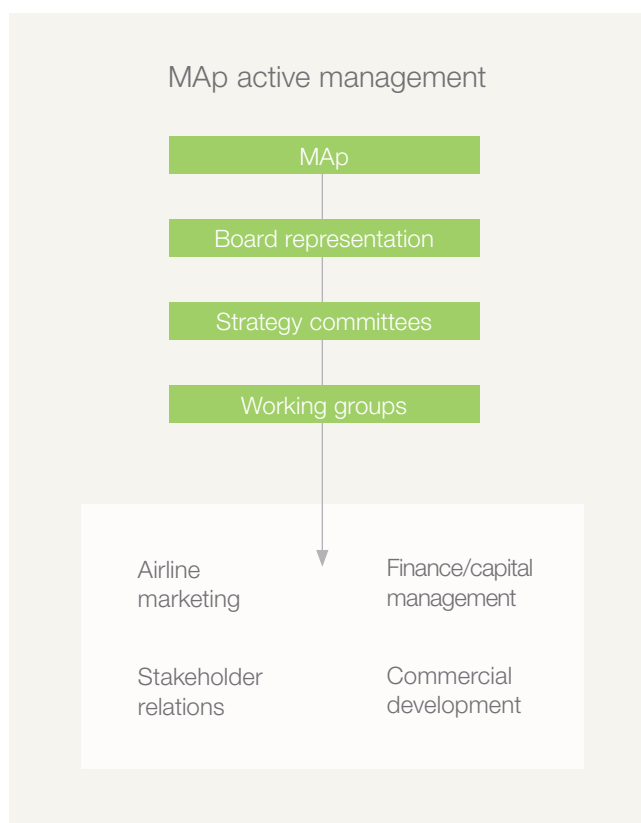 MAp active management
MAp
Board representation
Strategy committees
Working groups
Airline
marketing
Finance/capital
management
Stakeholder
relations
Commercial
development